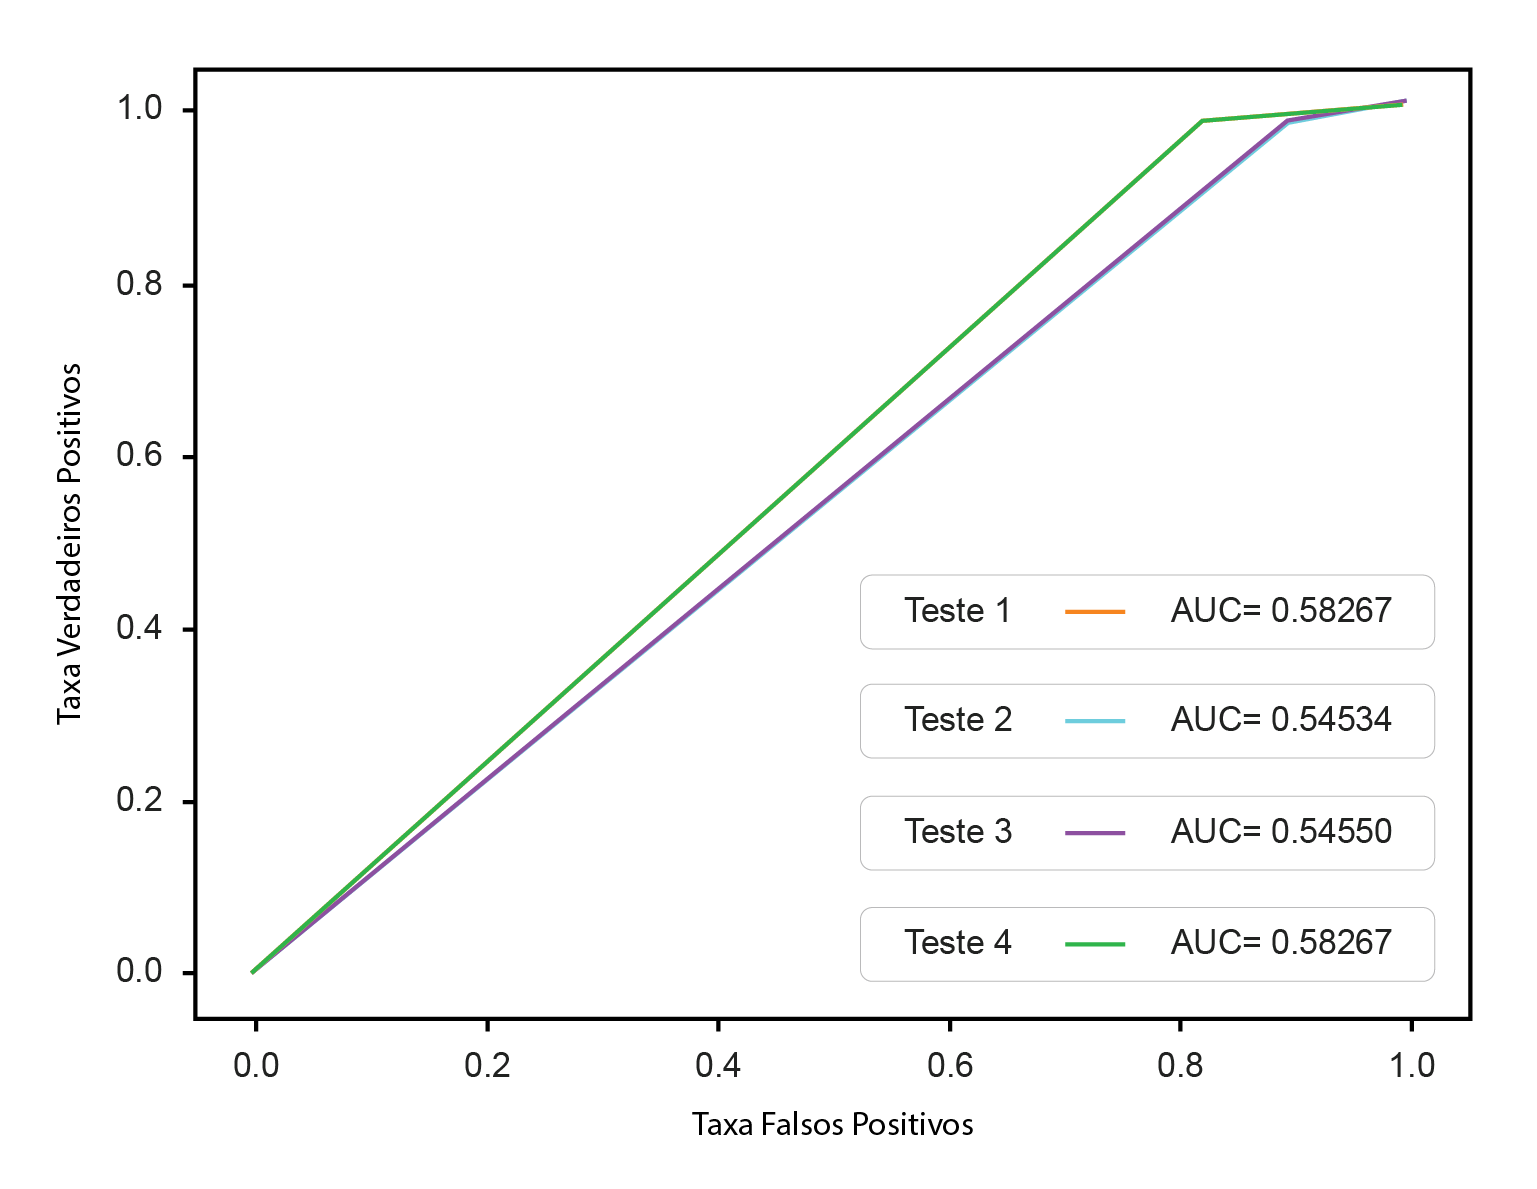 1.0
0.8
0.6
0.4
0.2
0.0
Taxa Verdadeiros Positivos
Teste 1 AUC= 0.58267
Teste 2 AUC= 0.54534
Teste 3 AUC= 0.54550
Teste 4 AUC= 0.58267
0.0 0.2 0.4 0.6 0.8 1.0
Taxa Falsos Positivos